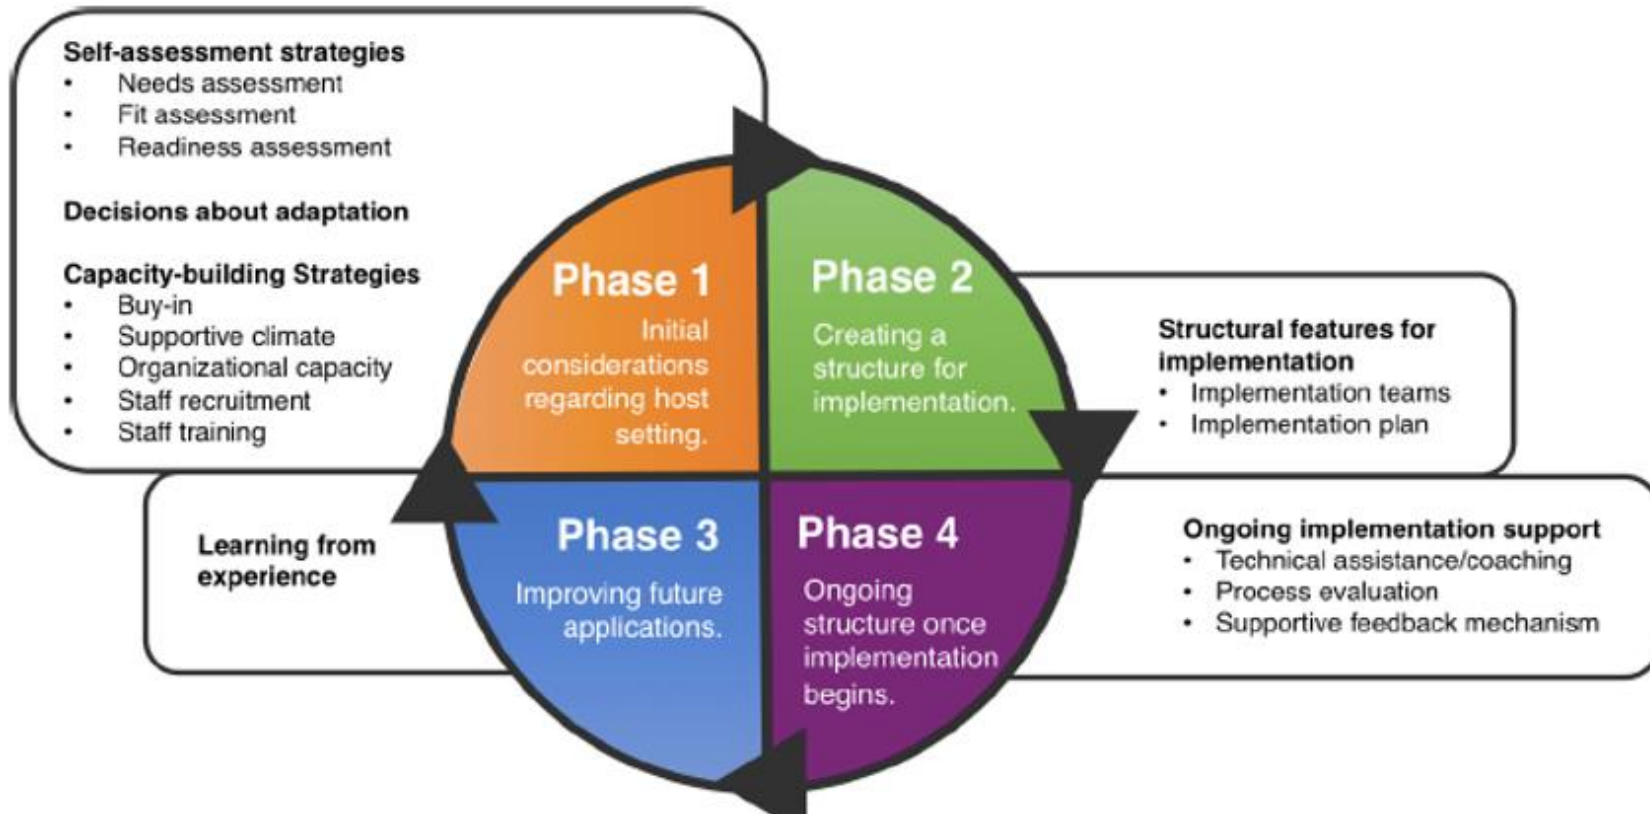 Self-assessment strategies
• Needs assessment
• Fit assessment
• Readiness assessment
Decisions about adaptation
Capacity-building Strategies
• Buy-in
• Supportive climate
• Organizational capacity
• Staff recruitment
• Staff training
Phase 1
Initial
considerations
regarding host
setting.
Phase 2
Creating a
structure for
implementation.
Structural features for
implementation
• Implementation teams
• Implementation plan
Learning from
experience
Phase 3
Improving future
applications.
Phase 4
Ongoing
structure once
implementation
begins.
Ongoing implementation support
• Technical assistance/coaching
• Process evaluation
• Supportive feedback mechanism